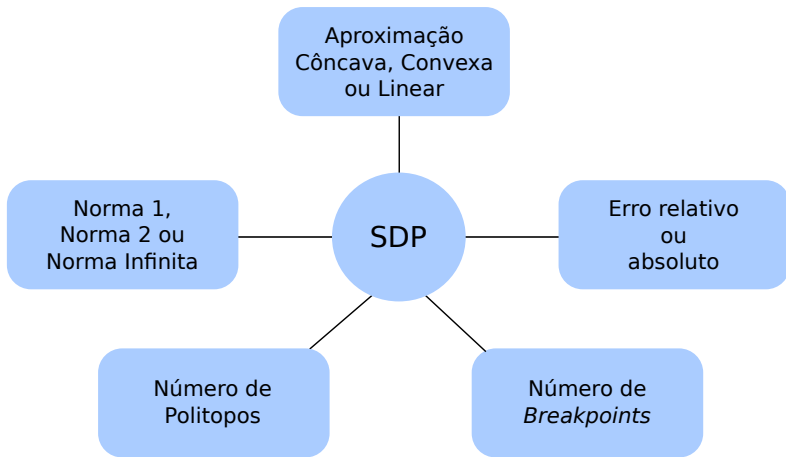 Aproximação
Côncava, Convexa
ou Linear
Norma 1,
Norma 2 ou
Norma Infinita
SDP
Erro relativo
ou
absoluto
Número de
Politopos
Número de
Breakpoints